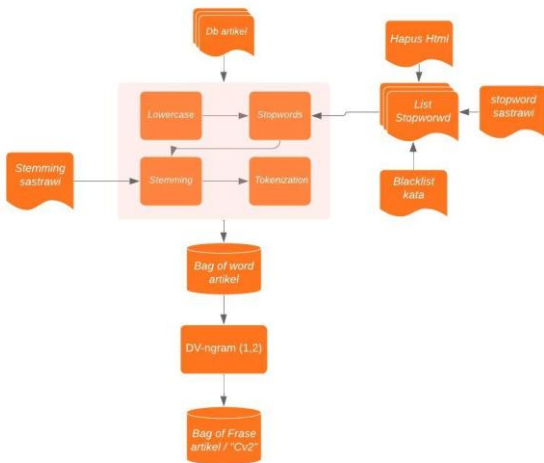 Db artikel
Hapus Html
Lowercase
Stopwords
List
Stopworwd
stopword
sastrawi
Stemming
sastrawi
Stemming
Tokenization
Blacklist
kata
Bag of word
artikel
DV-ngram (1,2)
Bag of Frase
artikel / "Cv2"